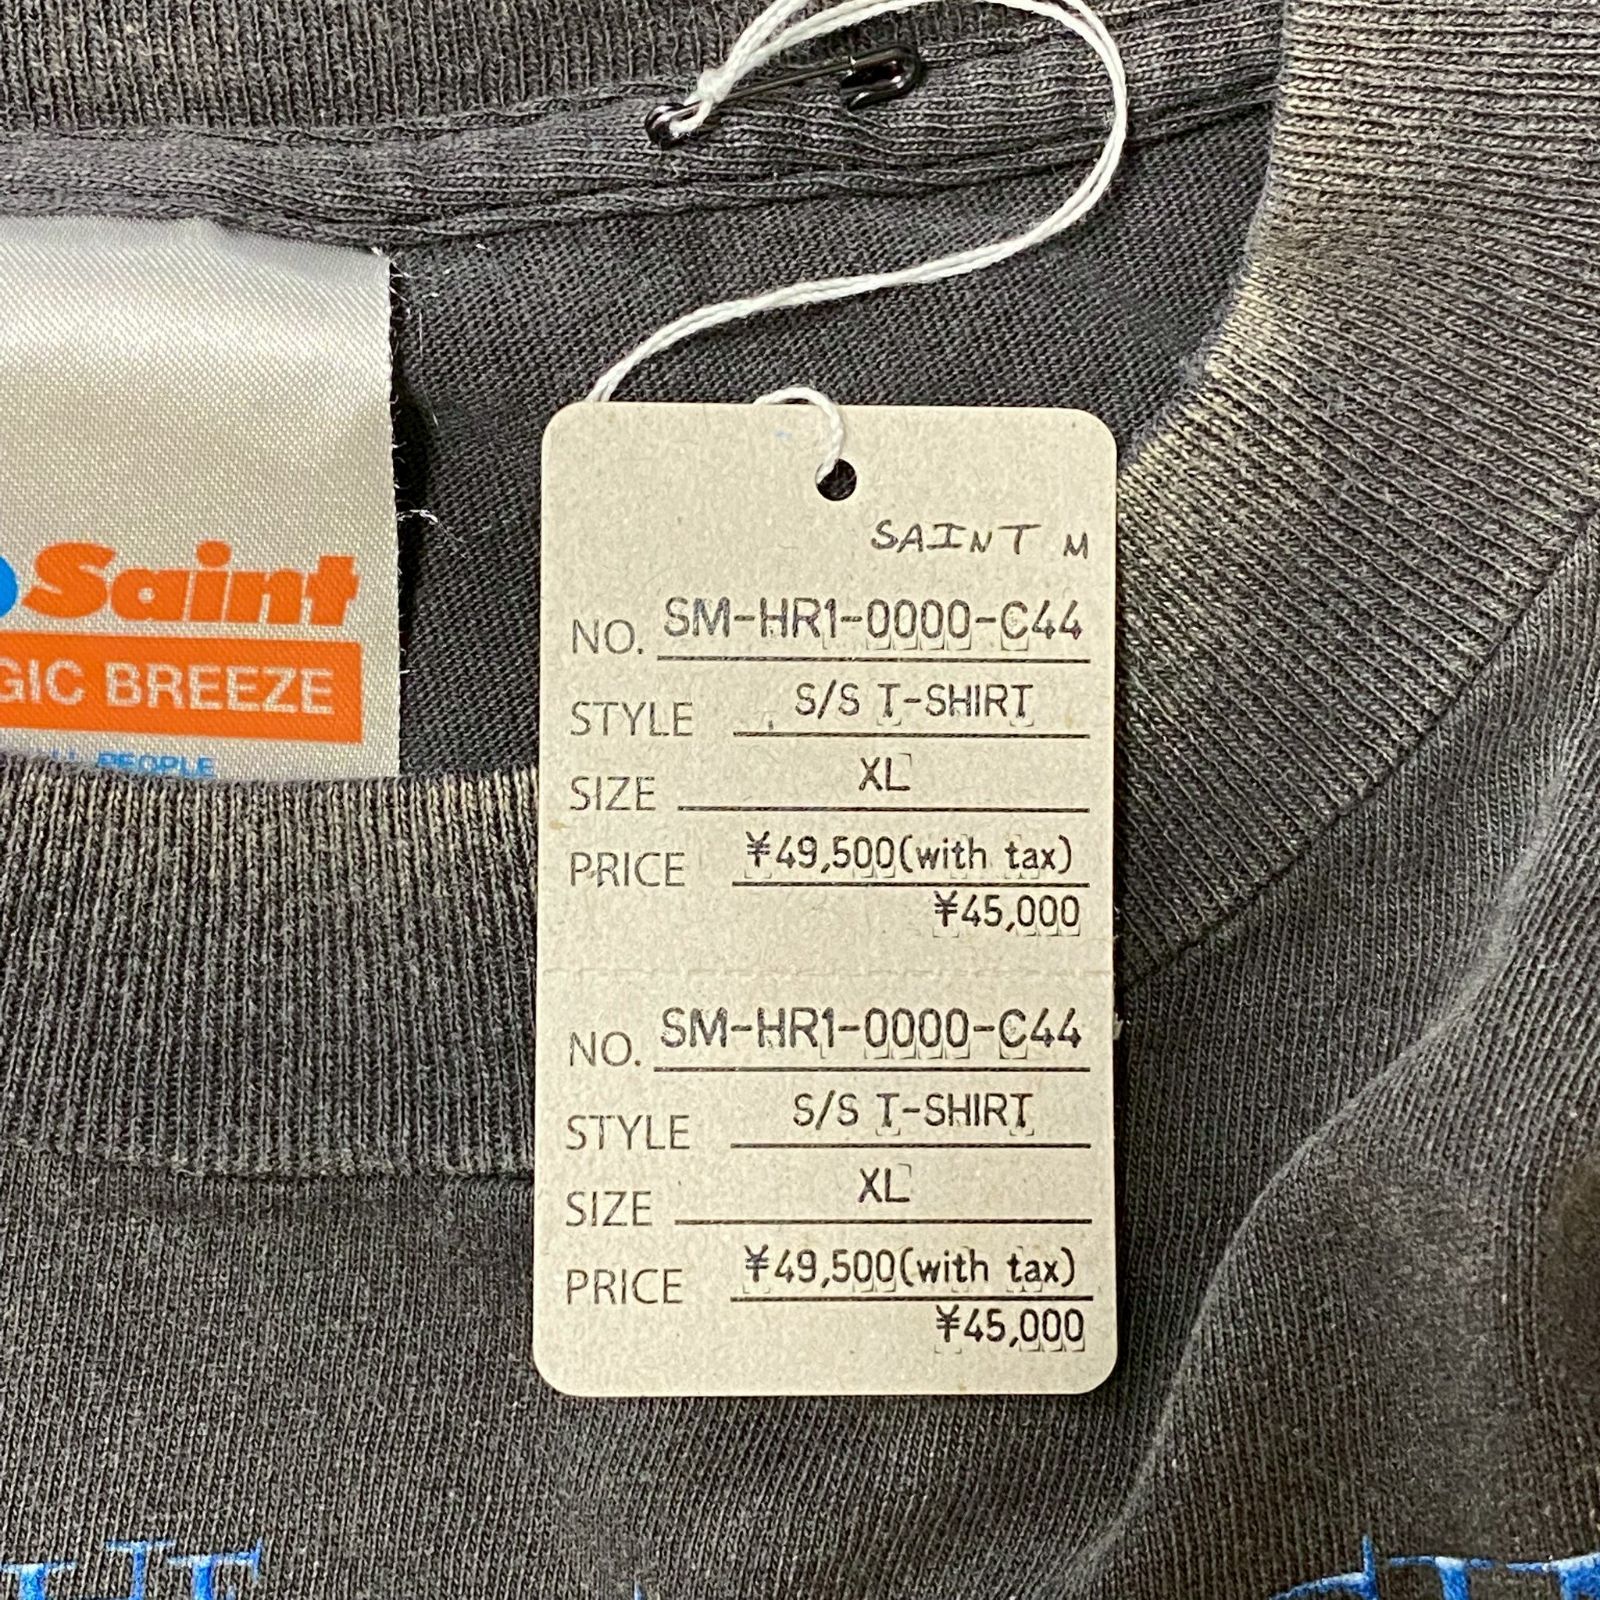 Saint
GIC BREEZE
PEOPLE
SAINT M
NO. SM-HR1-0000-C44
STYLE S/S T-SHIRT
SIZE XL
PRICE ¥49,500(with tax)
¥45,000
NO. SM-HR1-0000-C44
STYLE S/S T-SHIRT
SIZE XL
PRICE ¥49,500(with tax)
¥45,000